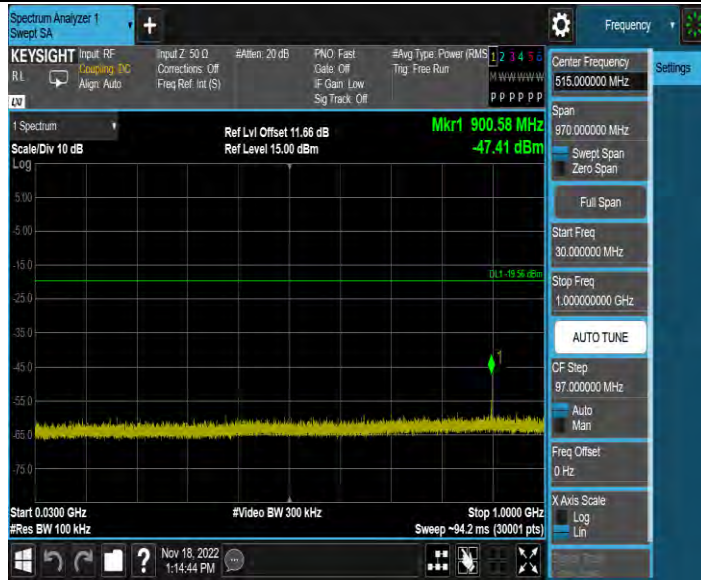 Spectrum Analyzer 1
Swept SA
+
Frequency
KEYSIGHT
Input: RF
Coupling: DC
Align: Auto
Input Z: 50 Ω
Corrections: Off
Freq Ref: Int (S)
#Atten: 20 dB
PNO: Fast
Gate: Off
IF Gain: Low
Sig Track: Off
#Avg Type: Power (RMS
Trig: Free Run
1 2 3 4 5 6
M W W W W W
P P P P P P
R L
LXI
1 Spectrum
Scale/Div 10 dB
Ref Lvl Offset 11.66 dB
Ref Level 15.00 dBm
Mkr1 900.58 MHz
-47.41 dBm
Log
5.00
-5.00
-15.0
DL1 -19.56 dBm
-25.0
-35.0
1
-45.0
-55.0
-65.0
-75.0
Start 0.0300 GHz
#Res BW 100 kHz
#Video BW 300 kHz
Stop 1.0000 GHz
Sweep ~94.2 ms (30001 pts)
Nov 18, 2022
1:14:44 PM
?
Center Frequency
515.000000 MHz
Span
970.000000 MHz
Swept Span
Zero Span
Full Span
Start Freq
30.000000 MHz
Stop Freq
1.000000000 GHz
AUTO TUNE
CF Step
97.000000 MHz
Auto
Man
Freq Offset
0 Hz
X Axis Scale
Log
Lin
Settings